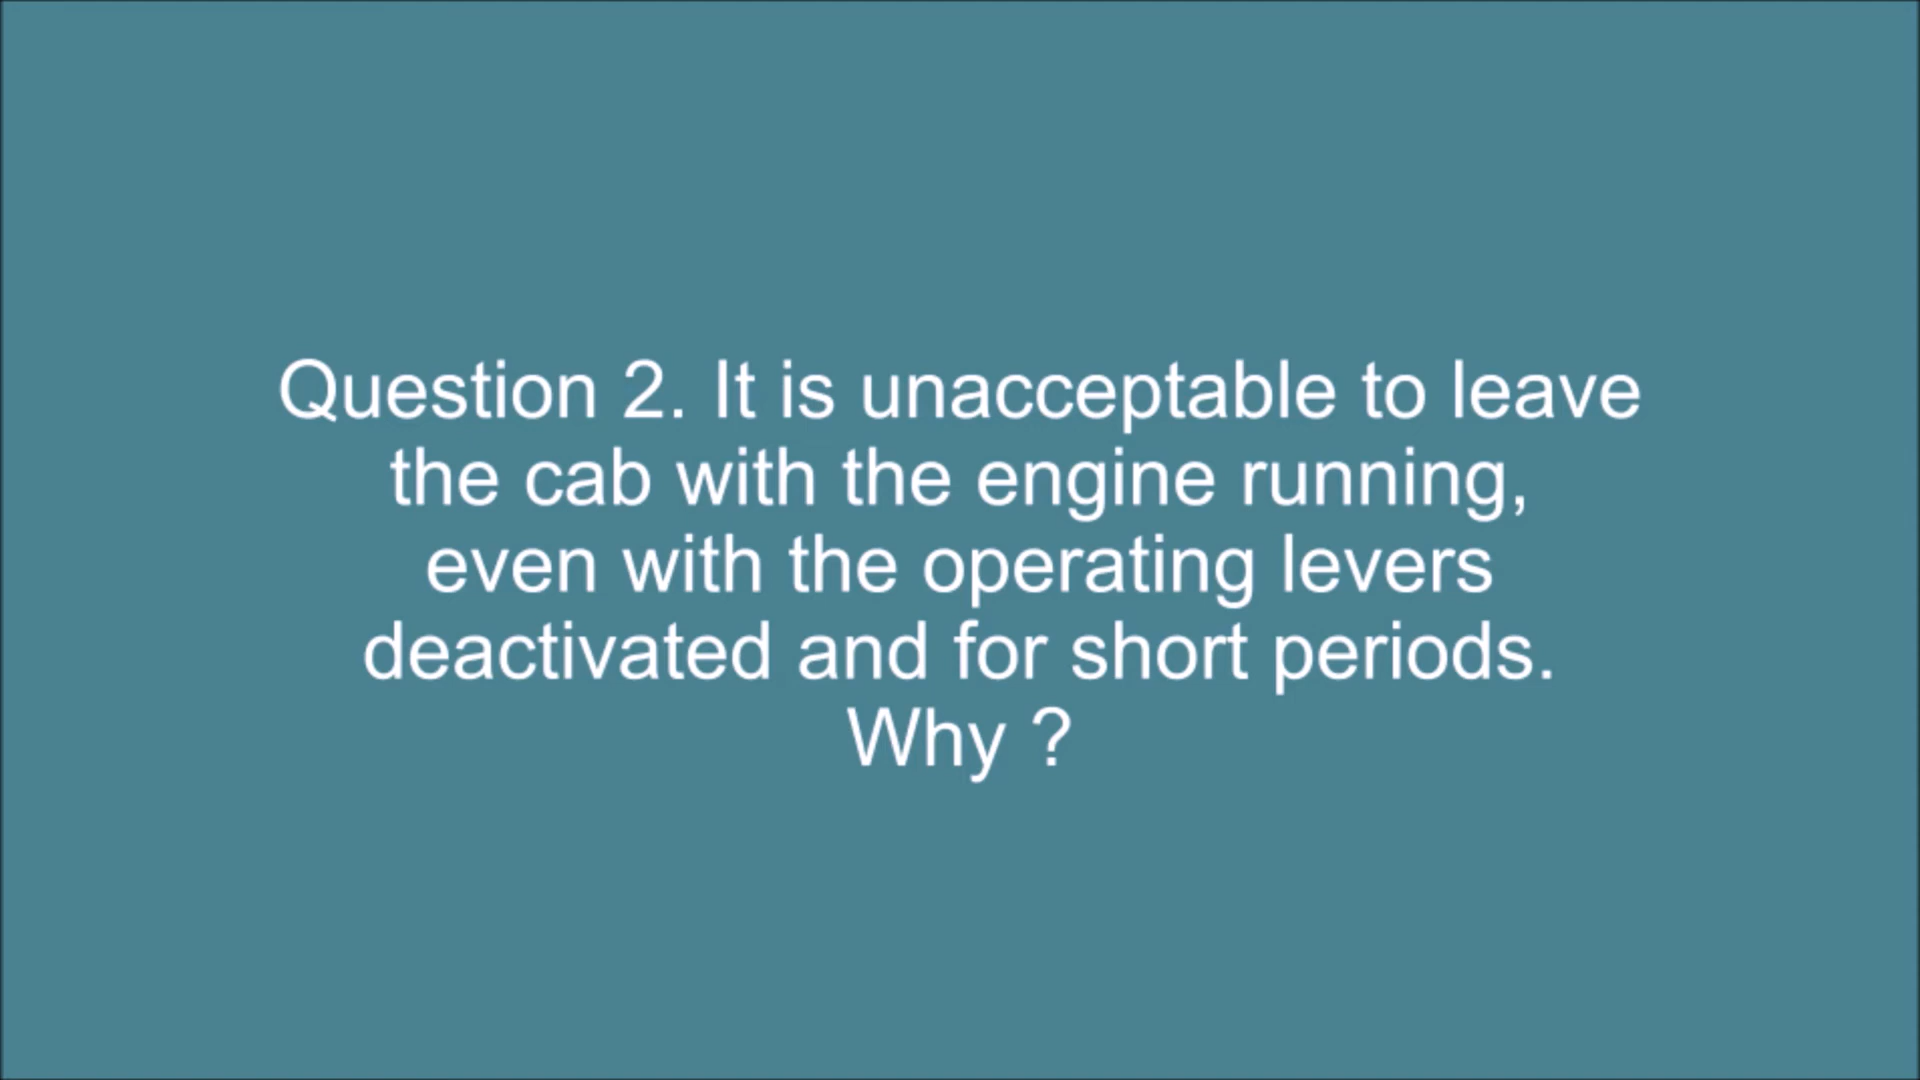 Question 2. It is unacceptable to leave
the cab with the engine running,
even with the operating levers
deactivated and for short periods.
Why ?